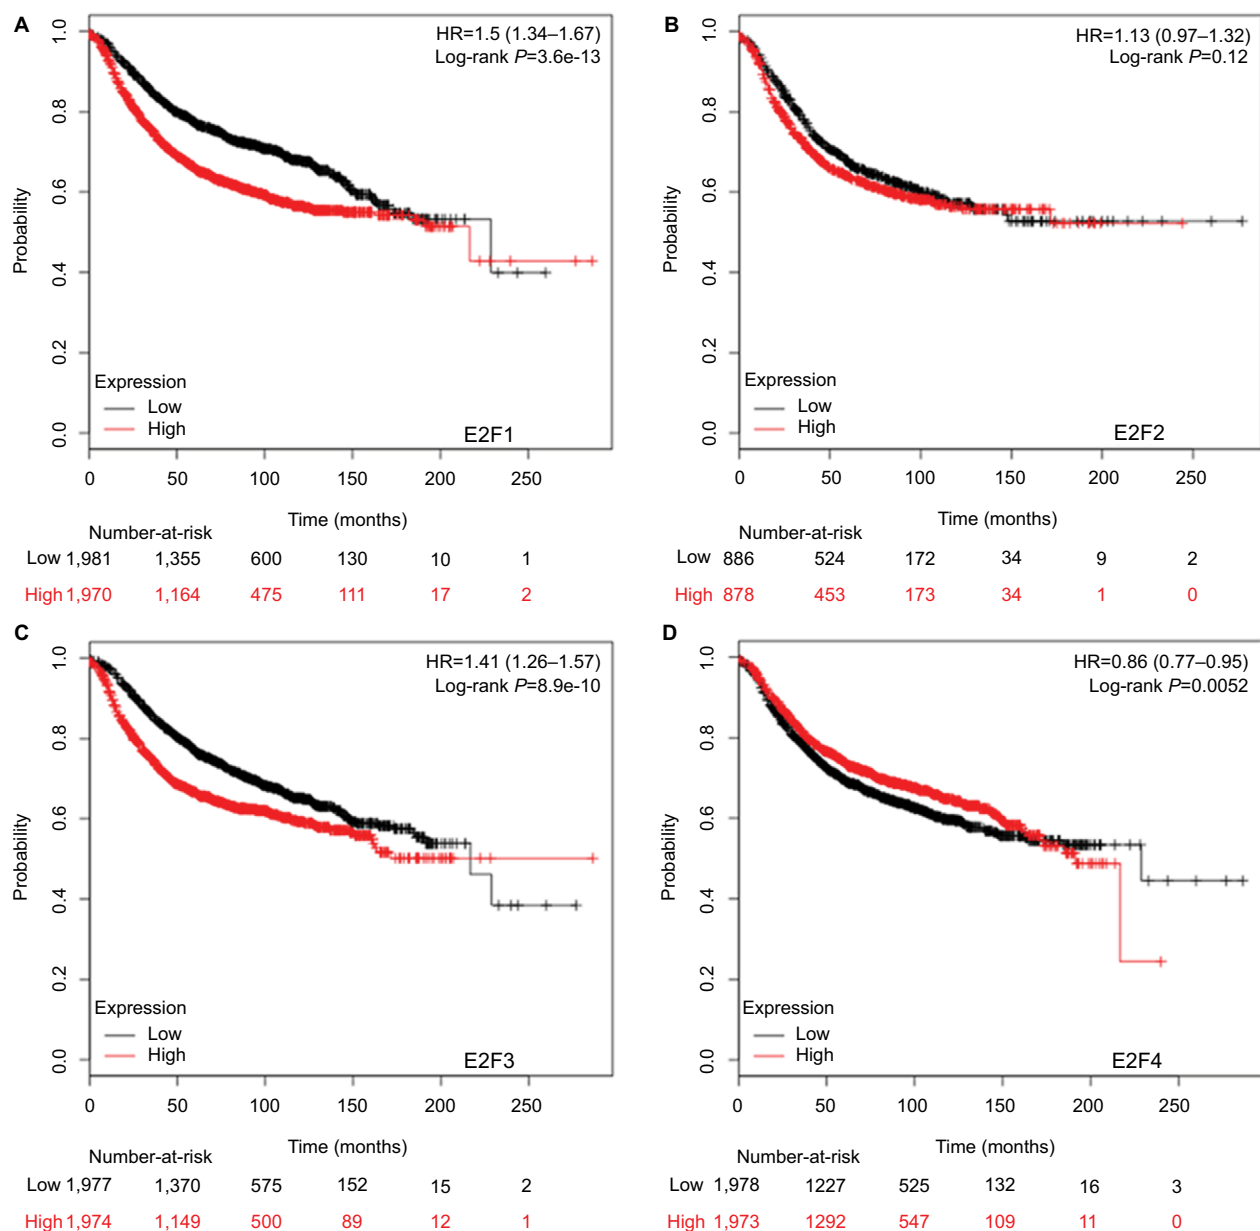 A
HR=1.5 (1.34–1.67)
Log-rank P=3.6e-13
1.0
0.8
0.6
0.4
0.2
0.0
Probability
Expression
Low
High
E2F1
0 50 100 150 200 250
Time (months)
Number-at-risk
Low 1,981 1,355 600 130 10 1
High 1,970 1,164 475 111 17 2
B
HR=1.13 (0.97–1.32)
Log-rank P=0.12
1.0
0.8
0.6
0.4
0.2
0.0
Probability
Expression
Low
High
E2F2
0 50 100 150 200 250
Time (months)
Number-at-risk
Low 886 524 172 34 9 2
High 878 453 173 34 1 0
C
HR=1.41 (1.26–1.57)
Log-rank P=8.9e-10
1.0
0.8
0.6
0.4
0.2
0.0
Probability
Expression
Low
High
E2F3
0 50 100 150 200 250
Time (months)
Number-at-risk
Low 1,977 1,370 575 152 15 2
High 1,974 1,149 500 89 12 1
D
HR=0.86 (0.77–0.95)
Log-rank P=0.0052
1.0
0.8
0.6
0.4
0.2
0.0
Probability
Expression
Low
High
E2F4
0 50 100 150 200 250
Time (months)
Number-at-risk
Low 1,978 1227 525 132 16 3
High 1,973 1292 547 109 11 0